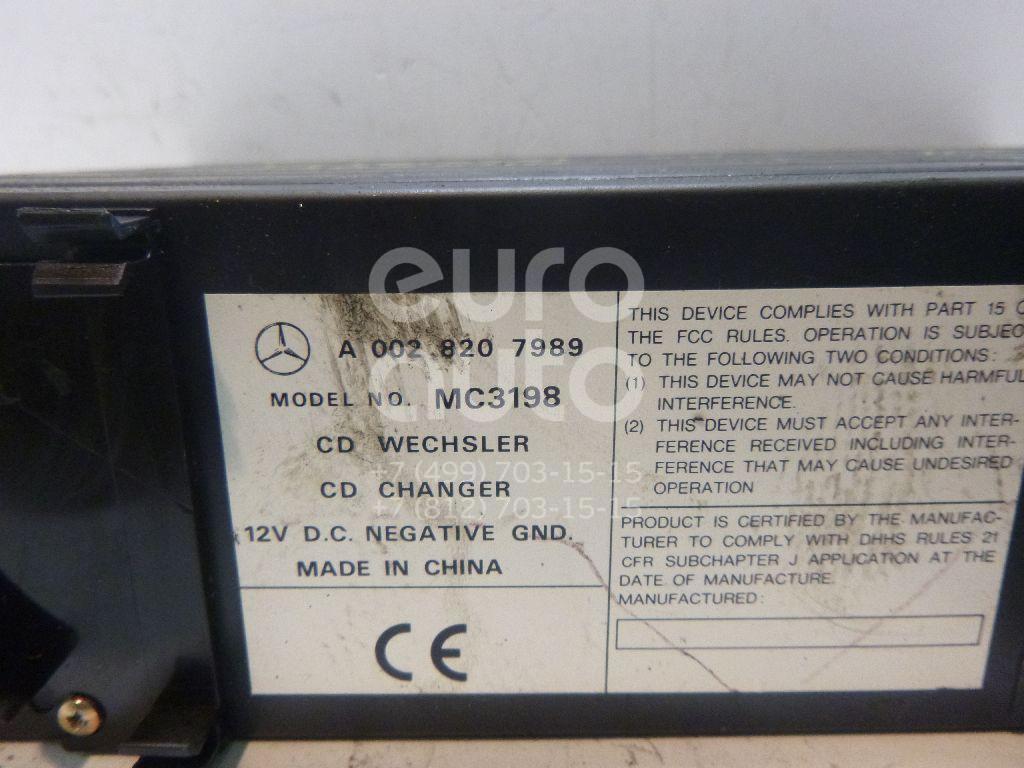 euro
auto
+7 (499) 703-15-15
+7 (812) 703-15-15
A 002 820 7989
MODEL NO. MC3198
CD WECHSLER
CD CHANGER
12V D.C. NEGATIVE GND.
MADE IN CHINA
CE
THIS DEVICE COMPLIES WITH PART 15
THE FCC RULES. OPERATION IS SUBJEC
TO THE FOLLOWING TWO CONDITIONS:
(1) THIS DEVICE MAY NOT CAUSE HARMFUL
INTERFERENCE.
(2) THIS DEVICE MUST ACCEPT ANY INTER-
FERENCE RECEIVED INCLUDING INTER-
FERENCE THAT MAY CAUSE UNDESIRED
OPERATION
PRODUCT IS CERTIFIED BY THE MANUFAC-
TURER TO COMPLY WITH DHHS RULES 21
CFR SUBCHAPTER J APPLICATION AT THE
DATE OF MANUFACTURE.
MANUFACTURED: